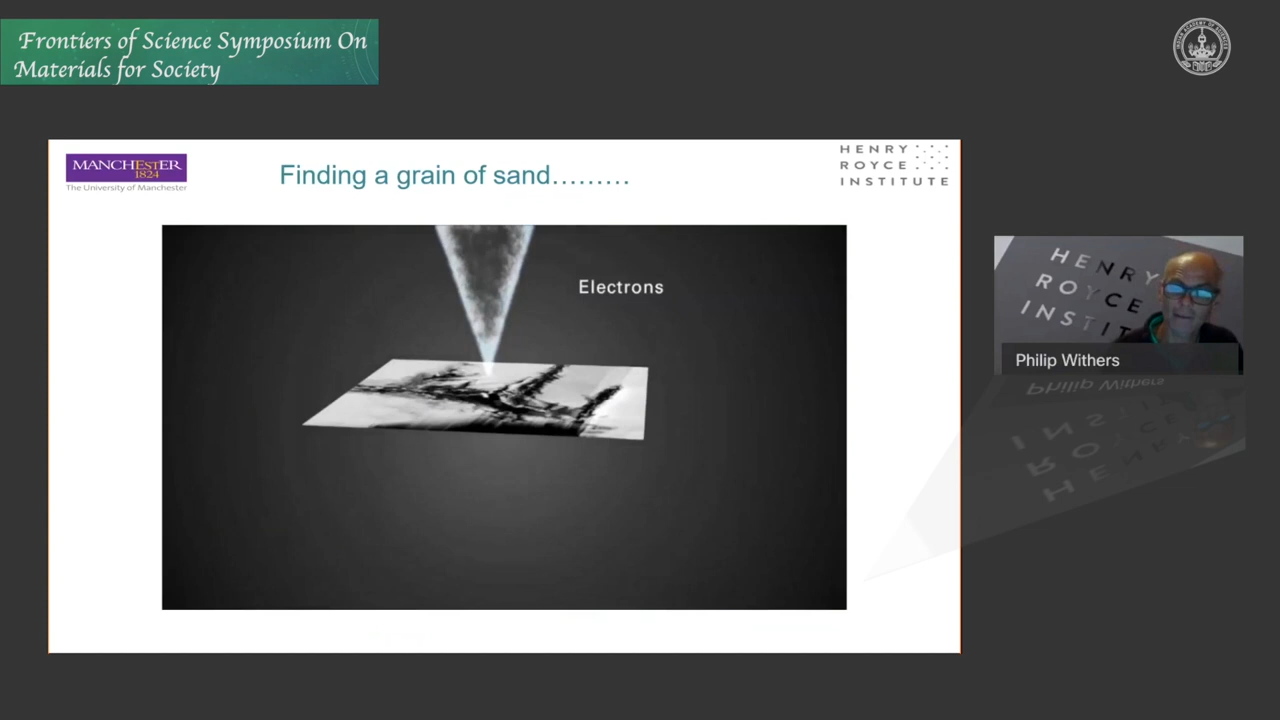 Frontiers of Science Symposium On
Materials for Society
MANCHESTER
1824
The University of Manchester
Finding a grain of sand.........
HENRY
ROYCE
INSTITUTE
Electrons
HENRY
ROYCE
INSTIT
Philip Withers